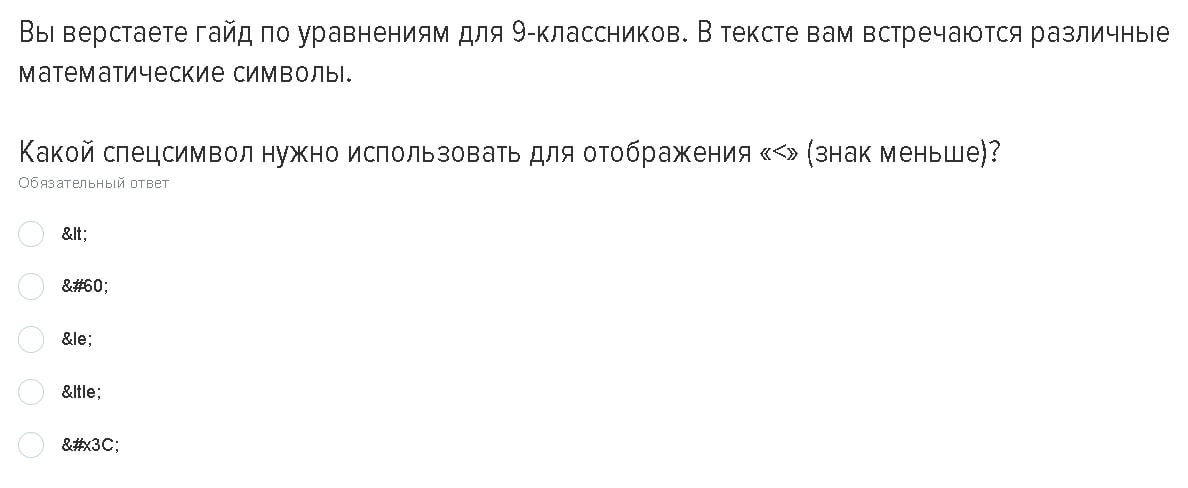 Вы верстаете гайд по уравнениям для 9-классников. В тексте вам встречаются различные
математические символы.
Какой спецсимвол нужно использовать для отображения «<» (знак меньше)?
Обязательный ответ
&lt;
&#60;
&le;
&ltle;
&#x3C;